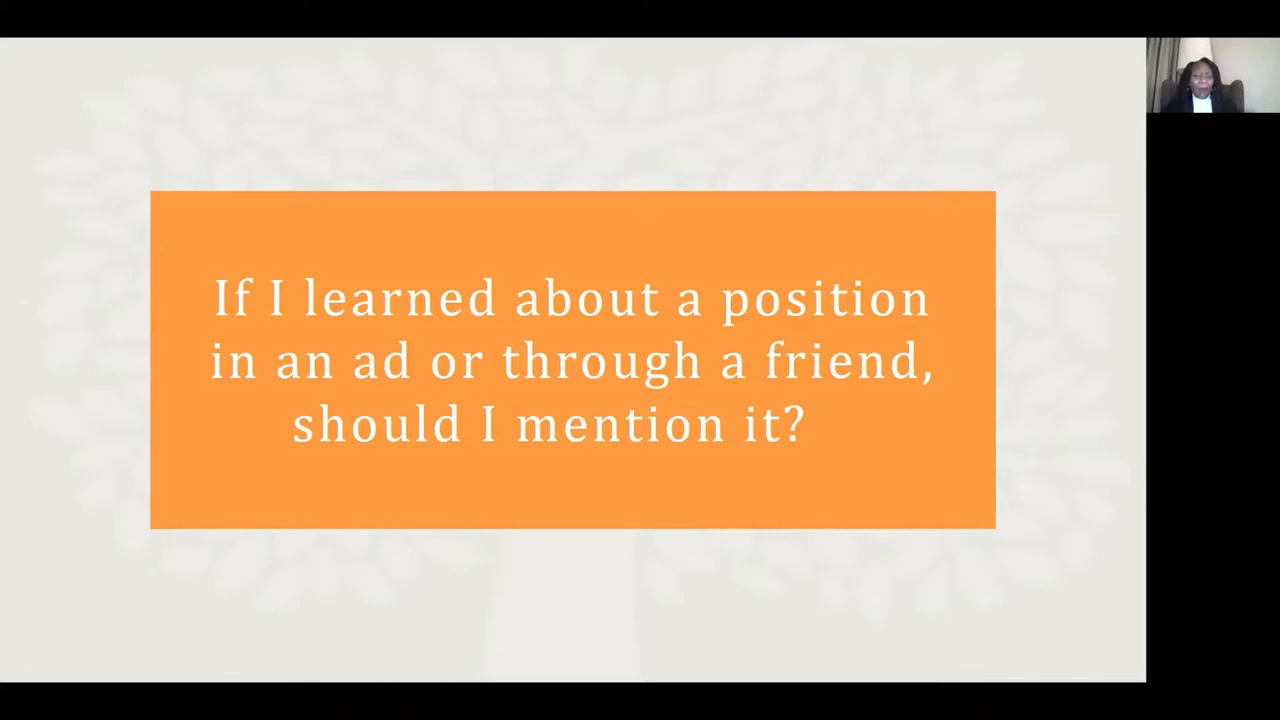 If I learned about a position
in an ad or through a friend,
should I mention it?